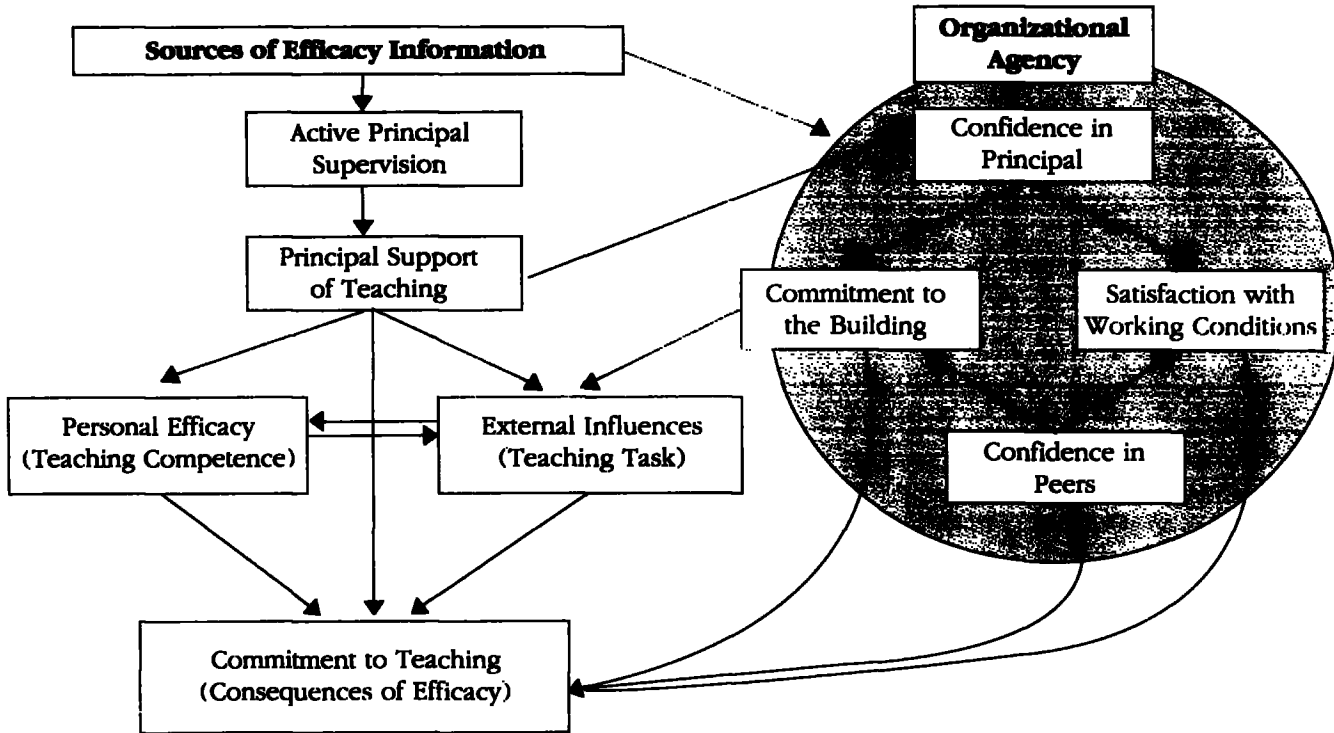 Sources of Efficacy Information
Organizational
Agency
Active Principal
Supervision
Confidence in
Principal
Principal Support
of Teaching
Commitment to
the Building
Satisfaction with
Working Conditions
Personal Efficacy
(Teaching Competence)
External Influences
(Teaching Task)
Confidence in
Peers
Commitment to Teaching
(Consequences of Efficacy)